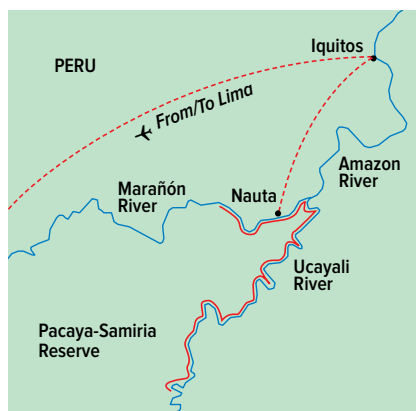 Iquitos
PERU
From/To Lima
Amazon
River
Marañón
River
Nauta
Ucayali
River
Pacaya-Samiria
Reserve